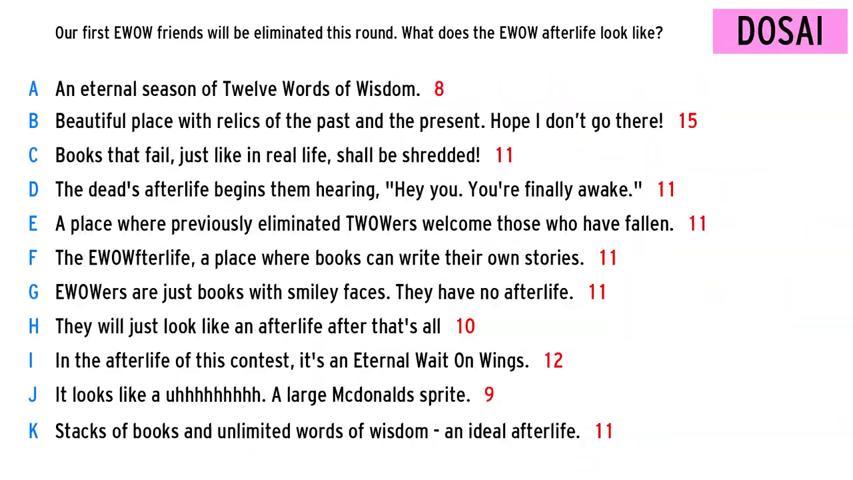 Our first EWOW friends will be eliminated this round. What does the EWOW afterlife look like?
DOSAI
A An eternal season of Twelve Words of Wisdom. 8
B Beautiful place with relics of the past and the present. Hope I don’t go there! 15
C Books that fail, just like in real life, shall be shredded! 11
D The dead's afterlife begins them hearing, "Hey you. You're finally awake." 11
E A place where previously eliminated TWOWers welcome those who have fallen. 11
F The EWOWfterlife, a place where books can write their own stories. 11
G EWOWers are just books with smiley faces. They have no afterlife. 11
H They will just look like an afterlife after that's all 10
I In the afterlife of this contest, it's an Eternal Wait On Wings. 12
J It looks like a uhhhhhhhhh. A large Mcdonalds sprite. 9
K Stacks of books and unlimited words of wisdom - an ideal afterlife. 11